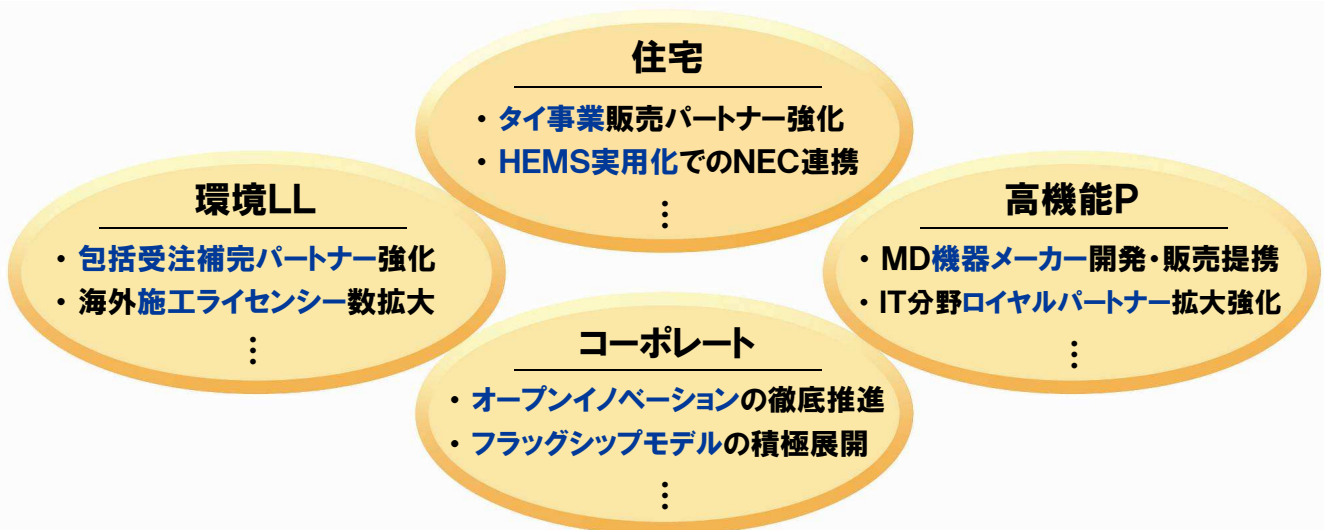 住宅
・タイ事業販売パートナー強化
・HEMS実用化でのNEC連携
⋮
環境LL
・包括受注補完パートナー強化
・海外施工ライセンシー数拡大
⋮
高機能P
・MD機器メーカー開発・販売提携
・IT分野ロイヤルパートナー拡大強化
⋮
コーポレート
・オープンイノベーションの徹底推進
・フラッグシップモデルの積極展開
⋮